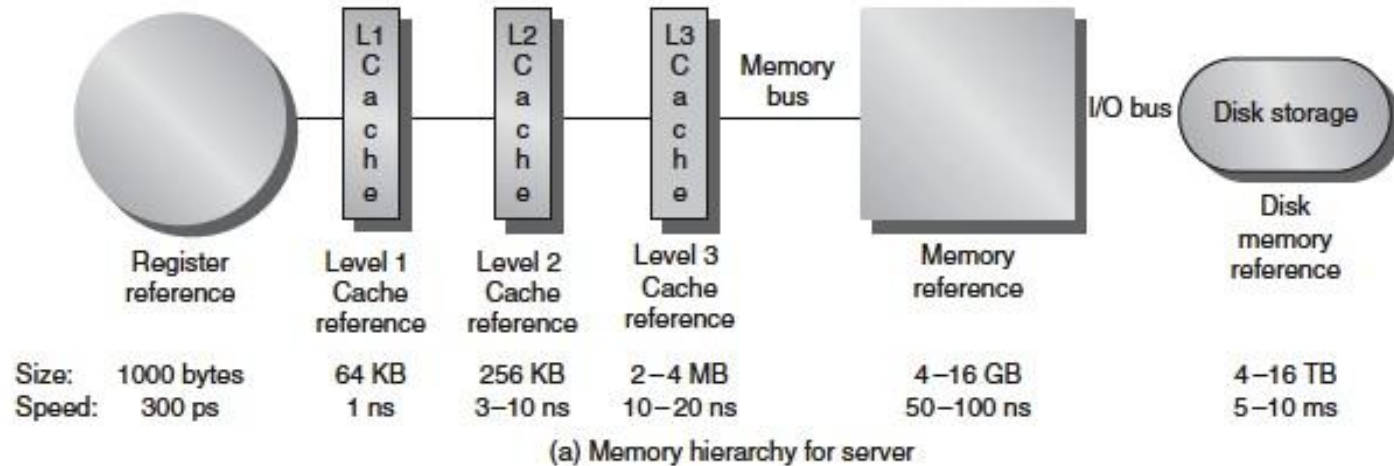 L1
C
a
c
h
e
L2
C
a
c
h
e
L3
C
a
c
h
e
Memory
bus
I/O bus
Disk storage
Register
reference
Level 1
Cache
reference
Level 2
Cache
reference
Level 3
Cache
reference
Memory
reference
Disk
memory
reference
Size: 1000 bytes 64 KB 256 KB 2–4 MB 4–16 GB 4–16 TB
Speed: 300 ps 1 ns 3–10 ns 10–20 ns 50–100 ns 5–10 ms
(a) Memory hierarchy for server